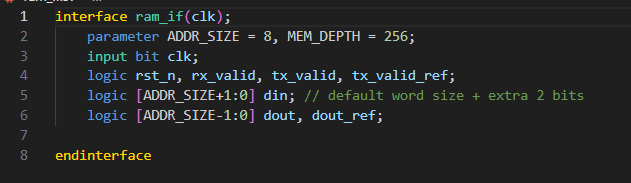 1 interface ram_if(clk);
2 parameter ADDR_SIZE = 8, MEM_DEPTH = 256;
3 input bit clk;
4 logic rst_n, rx_valid, tx_valid, tx_valid_ref;
5 logic [ADDR_SIZE+1:0] din; // default word size + extra 2 bits
6 logic [ADDR_SIZE-1:0] dout, dout_ref;
7
8 endinterface